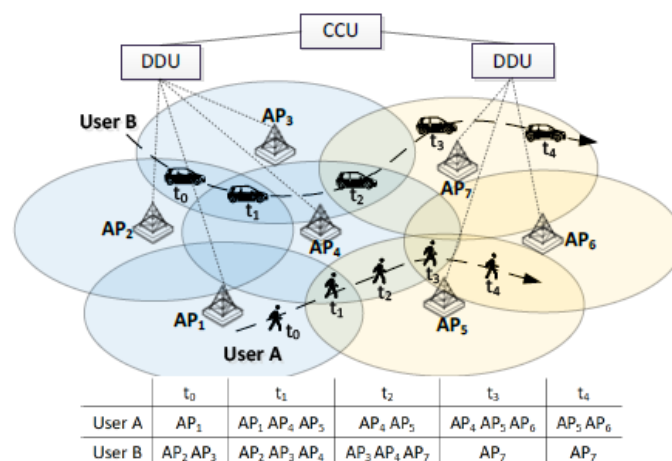 CCU
DDU
DDU
AP3
User B
t3
t4
t0
t1
t2
AP7
AP2
AP4
AP6
t3
t4
t2
t1
AP1
t0
AP5
User A
t0 t1 t2 t3 t4
User A AP1 AP1 AP4 AP5 AP4 AP5 AP4 AP5 AP6 AP5 AP6
User B AP2 AP3 AP2 AP3 AP4 AP3 AP4 AP7 AP7 AP7